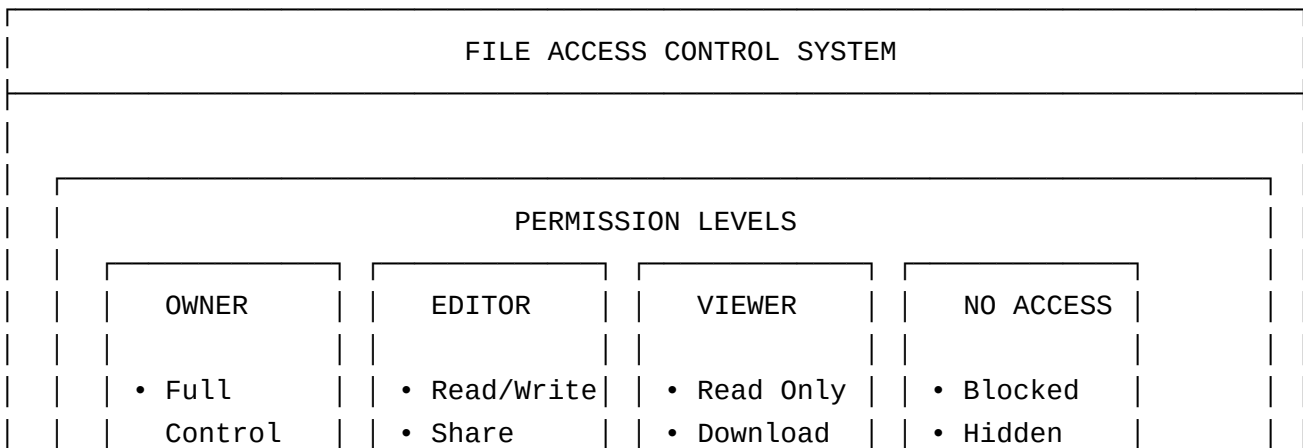 FILE ACCESS CONTROL SYSTEM
PERMISSION LEVELS
OWNER EDITOR VIEWER NO ACCESS
• Full • Read/Write • Read Only • Blocked
Control • Share • Download • Hidden